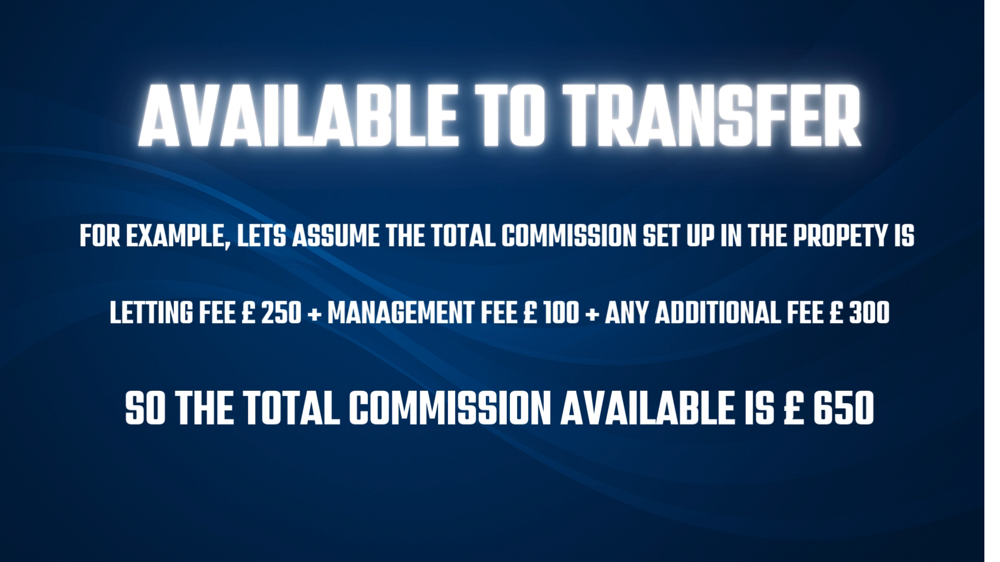 AVAILABLE TO TRANSFER
FOR EXAMPLE, LETS ASSUME THE TOTAL COMMISSION SET UP IN THE PROPETY IS
LETTING FEE £ 250 + MANAGEMENT FEE £ 100 + ANY ADDITIONAL FEE £ 300
SO THE TOTAL COMMISSION AVAILABLE IS £ 650